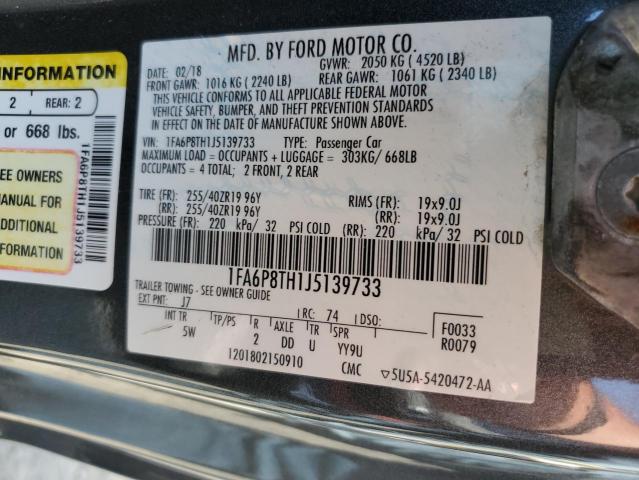 INFORMATION
2 REAR: 2
or 668 lbs.
SEE OWNERS
MANUAL FOR
ADDITIONAL
INFORMATION
1FA6P8TH1J5139733
MFD. BY FORD MOTOR CO.
DATE: 02/18 GVWR: 2050 KG ( 4520 LB)
FRONT GAWR: 1016 KG ( 2240 LB) REAR GAWR: 1061 KG ( 2340 LB)
THIS VEHICLE CONFORMS TO ALL APPLICABLE FEDERAL MOTOR
VEHICLE SAFETY, BUMPER, AND THEFT PREVENTION STANDARDS
IN EFFECT ON THE DATE OF MANUFACTURE SHOWN ABOVE.
VIN: 1FA6P8TH1J5139733 TYPE: Passenger Car
MAXIMUM LOAD = OCCUPANTS + LUGGAGE = 303KG/ 668LB
OCCUPANTS = 4 TOTAL; 2 FRONT, 2 REAR
TIRE (FR): 255/40ZR19 96Y RIMS (FR): 19x9.0J
(RR): 255/40ZR19 96Y (RR): 19x9.0J
PRESSURE (FR): 220 kPa/ 32 PSI COLD (RR): 220 kPa/ 32 PSI COLD
1FA6P8TH1J5139733
TRAILER TOWING - SEE OWNER GUIDE
EXT PNT: J7 RC: 74 DSO:
INT TP/PS R AXLE TR SPR F0033
5W 2 DD U YY9U R0079
1201802150910 CMC ▽5U5A-5420472-AA